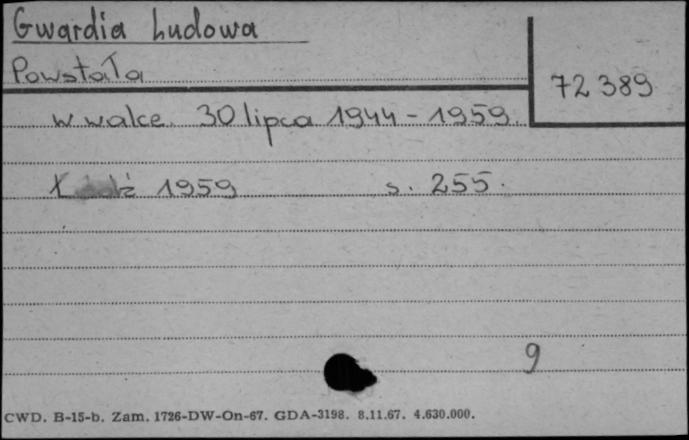 Gwardia Ludowa
Powstała
72 389
w walce. 30 lipca 1944 - 1959.
Łódź 1959 s. 255.
9
CWD. B-15-b. Zam. 1726-DW-On-67. GDA-3198. 8.11.67. 4.630.000.